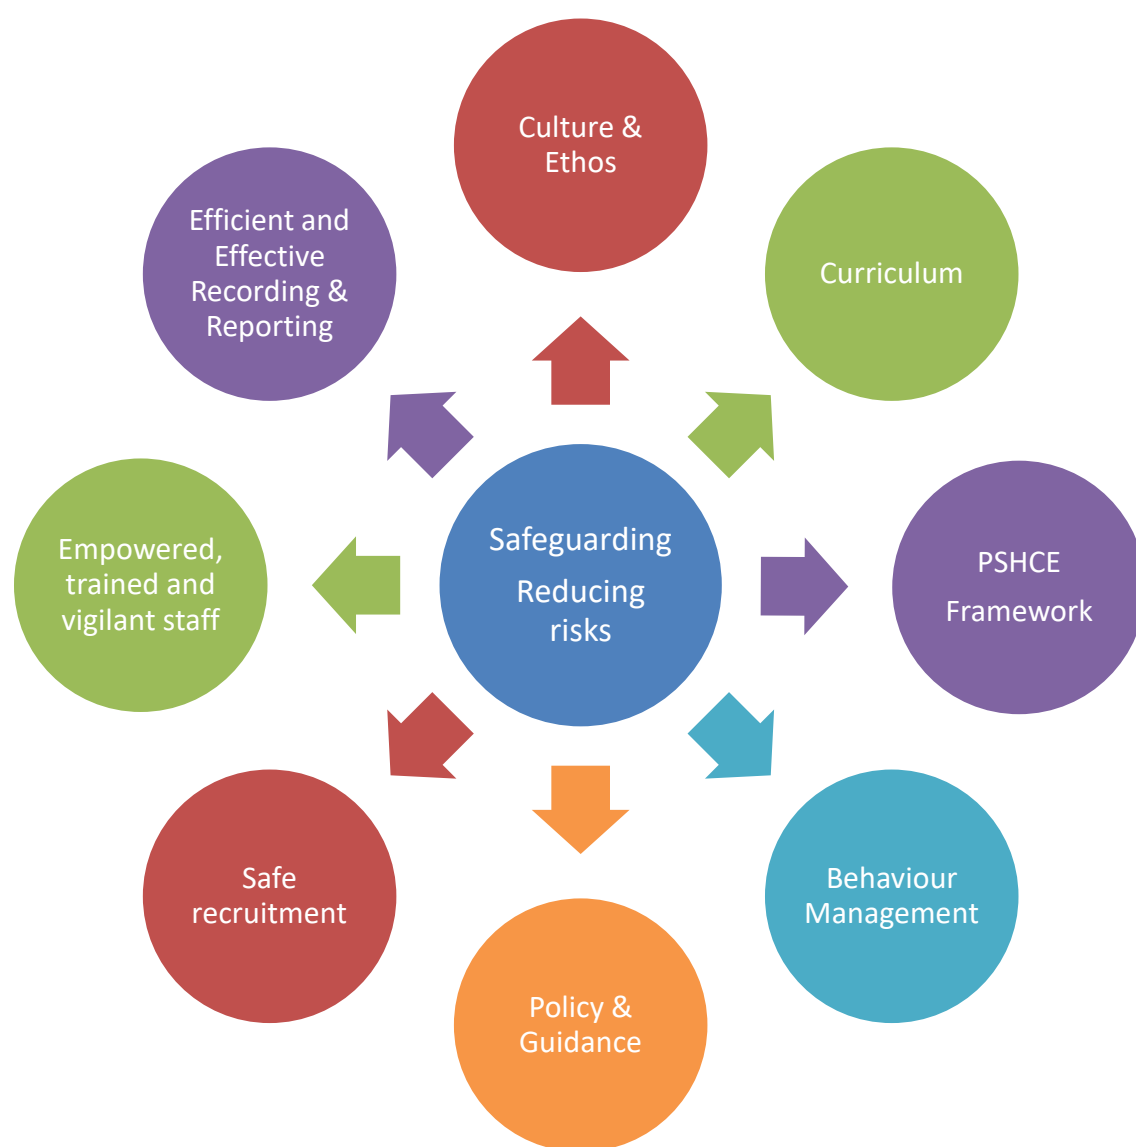 Culture &
Ethos
Curriculum
PSHCE
Framework
Behaviour
Management
Policy &
Guidance
Safe
recruitment
Empowered,
trained and
vigilant staff
Efficient and
Effective
Recording &
Reporting
Safeguarding
Reducing
risks